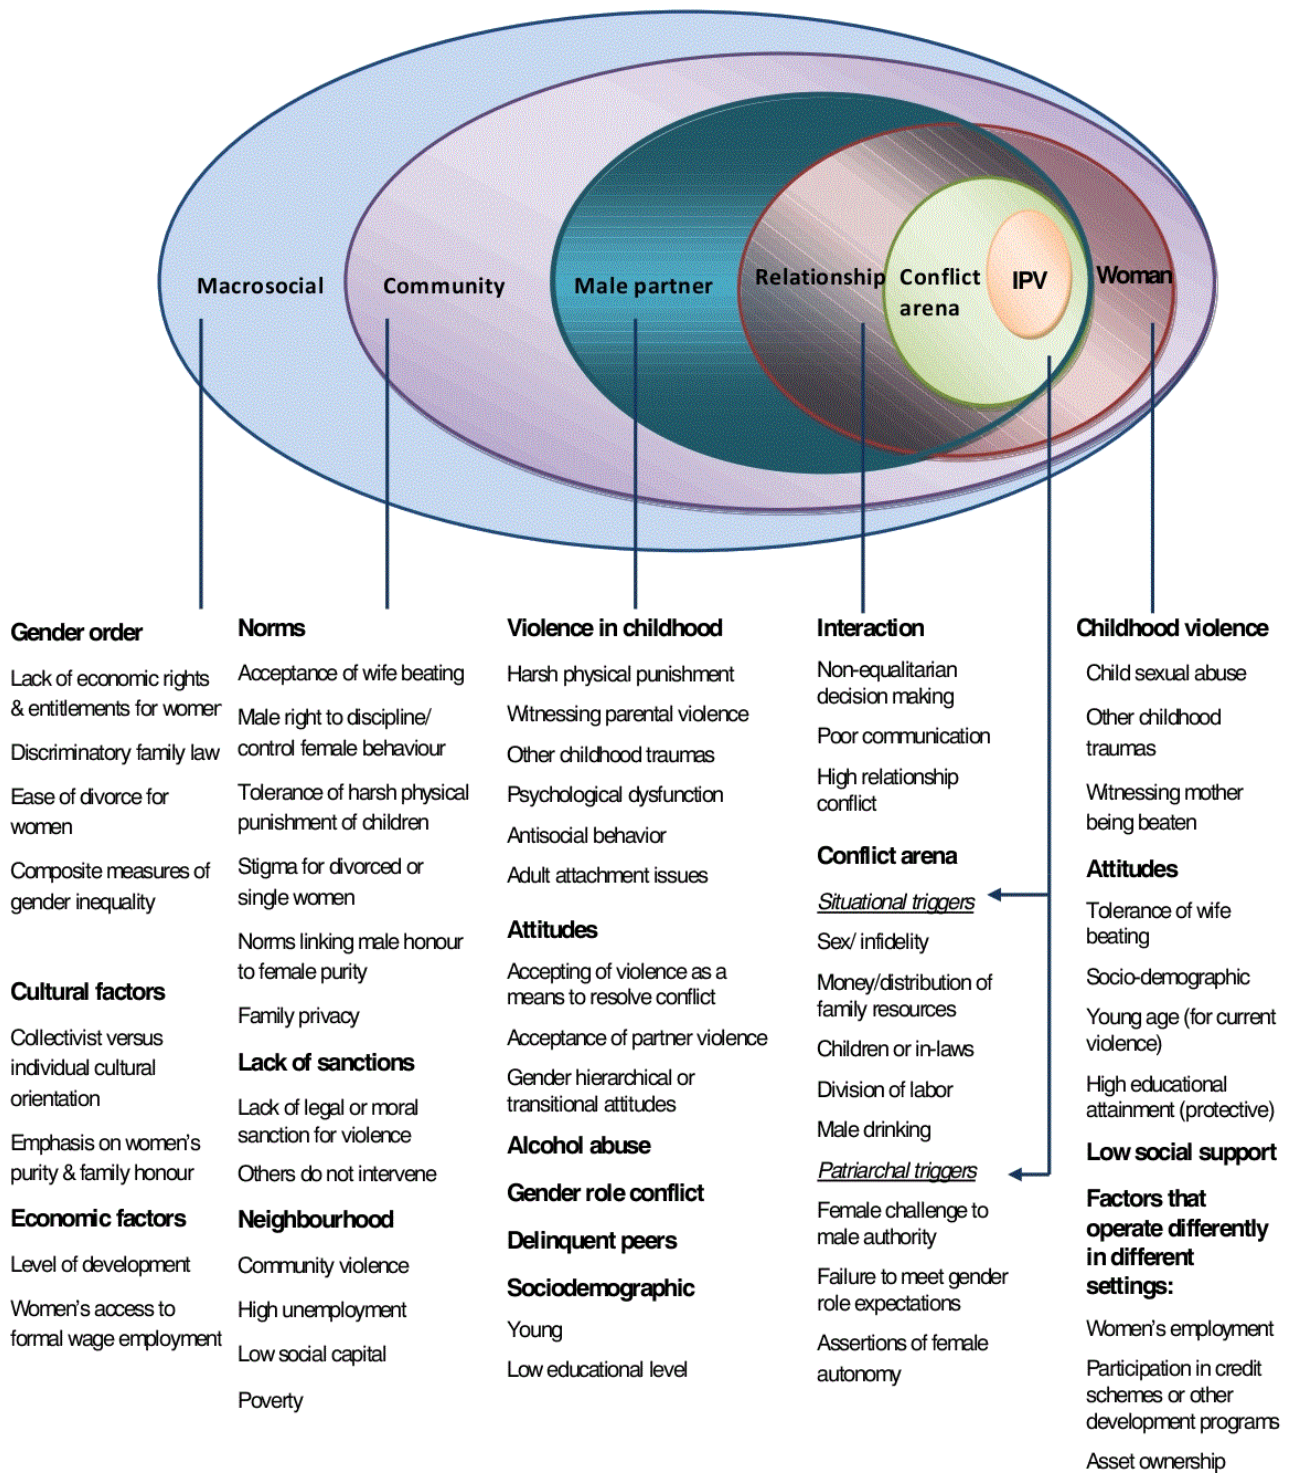 Macrosocial
Community
Male partner
Relationship
Conflict
arena
IPV
Woman
Gender order
Lack of economic rights
& entitlements for women
Discriminatory family law
Ease of divorce for
women
Composite measures of
gender inequality
Cultural factors
Collectivist versus
individual cultural
orientation
Emphasis on women's
purity & family honour
Economic factors
Level of development
Women's access to
formal wage employment
Norms
Acceptance of wife beating
Male right to discipline/
control female behaviour
Tolerance of harsh physical
punishment of children
Stigma for divorced or
single women
Norms linking male honour
to female purity
Family privacy
Lack of sanctions
Lack of legal or moral
sanction for violence
Others do not intervene
Neighbourhood
Community violence
High unemployment
Low social capital
Poverty
Violence in childhood
Harsh physical punishment
Witnessing parental violence
Other childhood traumas
Psychological dysfunction
Antisocial behavior
Adult attachment issues
Attitudes
Accepting of violence as a
means to resolve conflict
Acceptance of partner violence
Gender hierarchical or
transitional attitudes
Alcohol abuse
Gender role conflict
Delinquent peers
Sociodemographic
Young
Low educational level
Interaction
Non-equalitarian
decision making
Poor communication
High relationship
conflict
Conflict arena
Situational triggers
Sex/ infidelity
Money/distribution of
family resources
Children or in-laws
Division of labor
Male drinking
Patriarchal triggers
Female challenge to
male authority
Failure to meet gender
role expectations
Assertions of female
autonomy
Childhood violence
Child sexual abuse
Other childhood
traumas
Witnessing mother
being beaten
Attitudes
Tolerance of wife
beating
Socio-demographic
Young age (for current
violence)
High educational
attainment (protective)
Low social support
Factors that
operate differently
in different
settings:
Women's employment
Participation in credit
schemes or other
development programs
Asset ownership